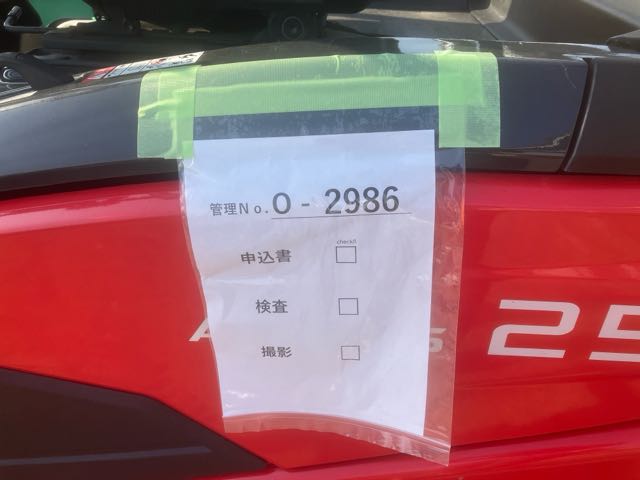 管理No. O - 2986
check!!
申込書 □
検査 □
撮影 □
A
S 25